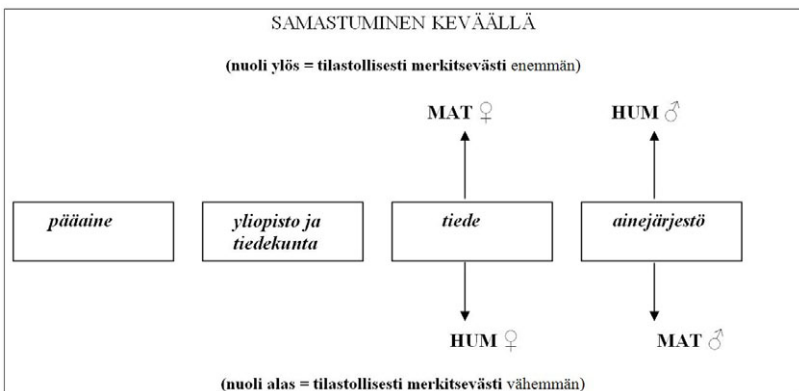 SAMASTUMINEN KEVÄÄLLÄ
(nuoli ylös = tilastollisesti merkitsevästi enemmän)
MAT ♀ HUM ♂
pääaine yliopisto ja tiede ainejärjestö
tiedekunta
HUM ♀ MAT ♂
(nuoli alas = tilastollisesti merkitsevästi vähemmän)